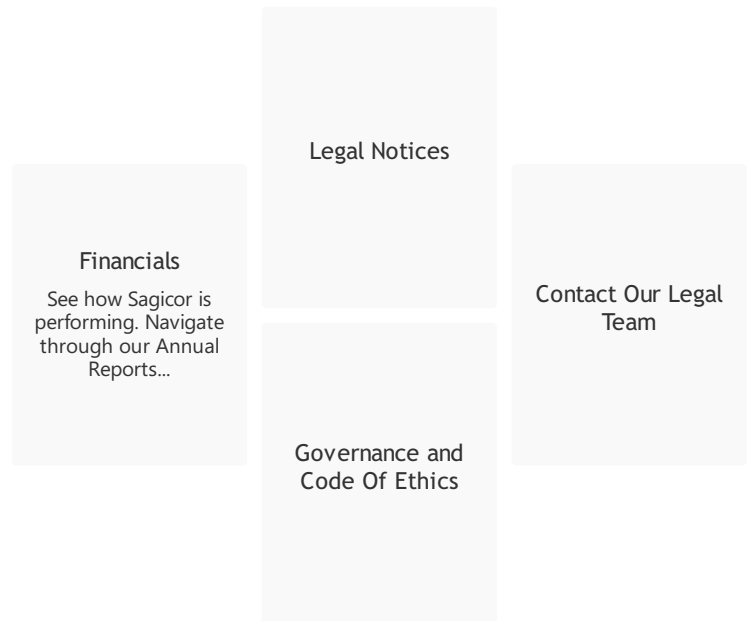 Financials
See how Sagicor is
performing. Navigate
through our Annual
Reports...
Legal Notices
Governance and
Code Of Ethics
Contact Our Legal
Team